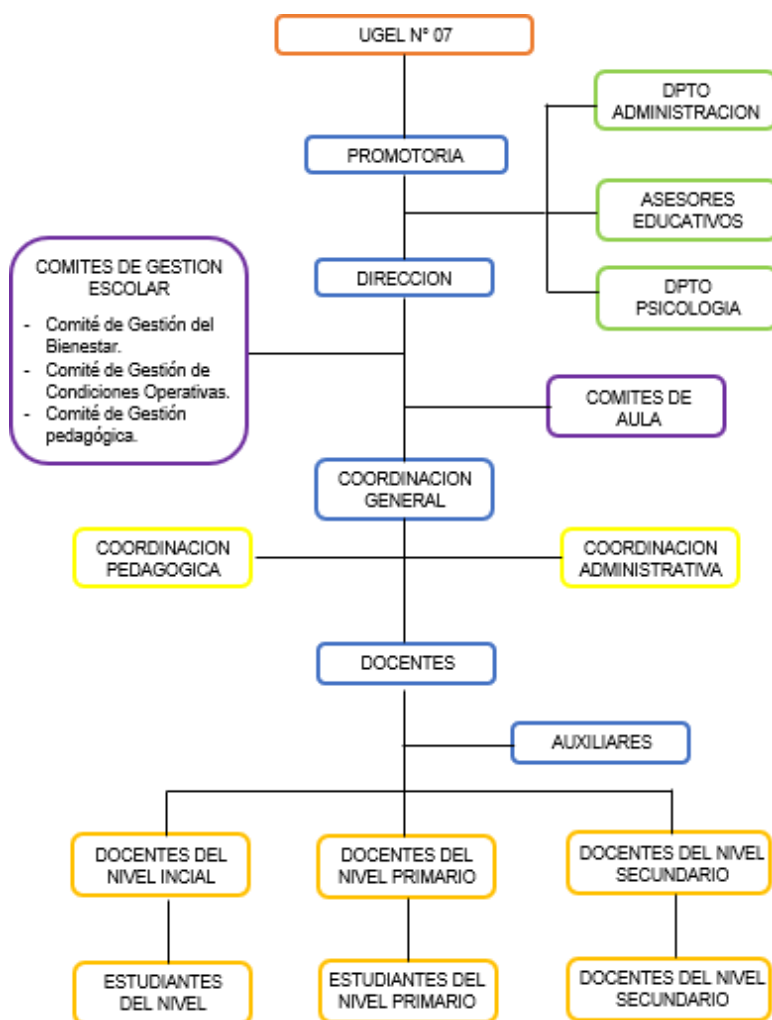 UGEL N° 07
DPTO
ADMINISTRACION
PROMOTORIA
ASESORES
EDUCATIVOS
COMITES DE GESTION
ESCOLAR
- Comité de Gestión del
Bienestar.
- Comité de Gestión de
Condiciones Operativas.
- Comité de Gestión
pedagógica.
DIRECCION
DPTO
PSICOLOGIA
COMITES DE
AULA
COORDINACION
GENERAL
COORDINACION
PEDAGOGICA
COORDINACION
ADMINISTRATIVA
DOCENTES
AUXILIARES
DOCENTES DEL
NIVEL INCIAL
DOCENTES DEL
NIVEL PRIMARIO
DOCENTES DEL NIVEL
SECUNDARIO
ESTUDIANTES
DEL NIVEL
ESTUDIANTES DEL
NIVEL PRIMARIO
DOCENTES DEL NIVEL
SECUNDARIO